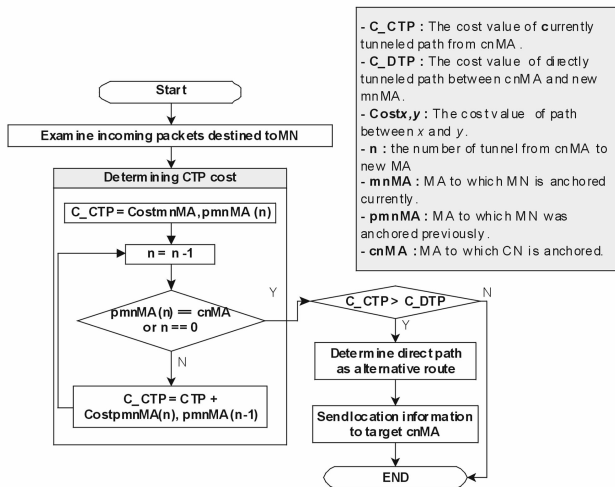 - C_CTP : The cost value of currently
tunneled path from cnMA.
- C_DTP : The cost value of directly
tunneled path between cnMA and new
mnMA.
- Costx,y : The cost value of path
between x and y.
- n : the number of tunnel from cnMA to
new MA
- mnMA : MA to which MN is anchored
currently.
- pmnMA : MA to which MN was
anchored previously.
- cnMA : MA to which CN is anchored.
Start
Examine incoming packets destined toMN
Determining CTP cost
C_CTP = CostmnMA, pmnMA (n)
n = n -1
pmnMA(n) == cnMA
or n == 0
Y
N
C_CTP = CTP +
CostpmnMA(n), pmnMA(n-1)
C_CTP > C_DTP
N
Y
Determine direct path
as alternative route
Send location information
to target cnMA
END